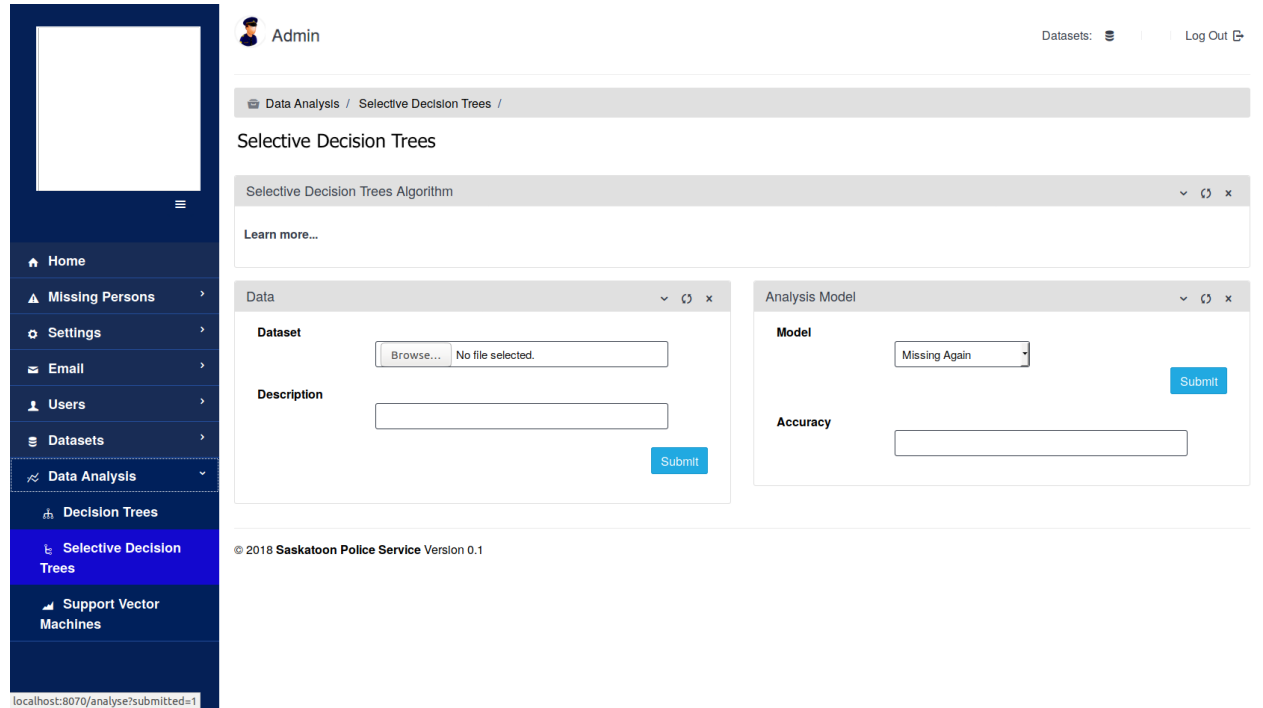 Admin
Datasets:
Log Out
Data Analysis / Selective Decision Trees /
Selective Decision Trees
Selective Decision Trees Algorithm
Learn more...
Home
Missing Persons
Settings
Email
Users
Datasets
Data Analysis
Decision Trees
Selective Decision
Trees
Support Vector
Machines
Data
Dataset
Browse... No file selected.
Description
Submit
Analysis Model
Model
Missing Again
Submit
Accuracy
© 2018 Saskatoon Police Service Version 0.1
localhost:8070/analyse?submitted=1